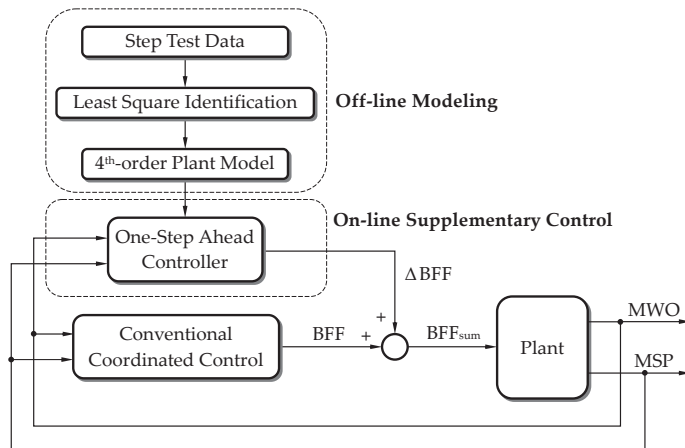 Step Test Data
Least Square Identification
Off-line Modeling
4th-order Plant Model
On-line Supplementary Control
One-Step Ahead
Controller
Δ BFF
+
Conventional
Coordinated Control
BFF
+
BFFsum
Plant
MWO
MSP